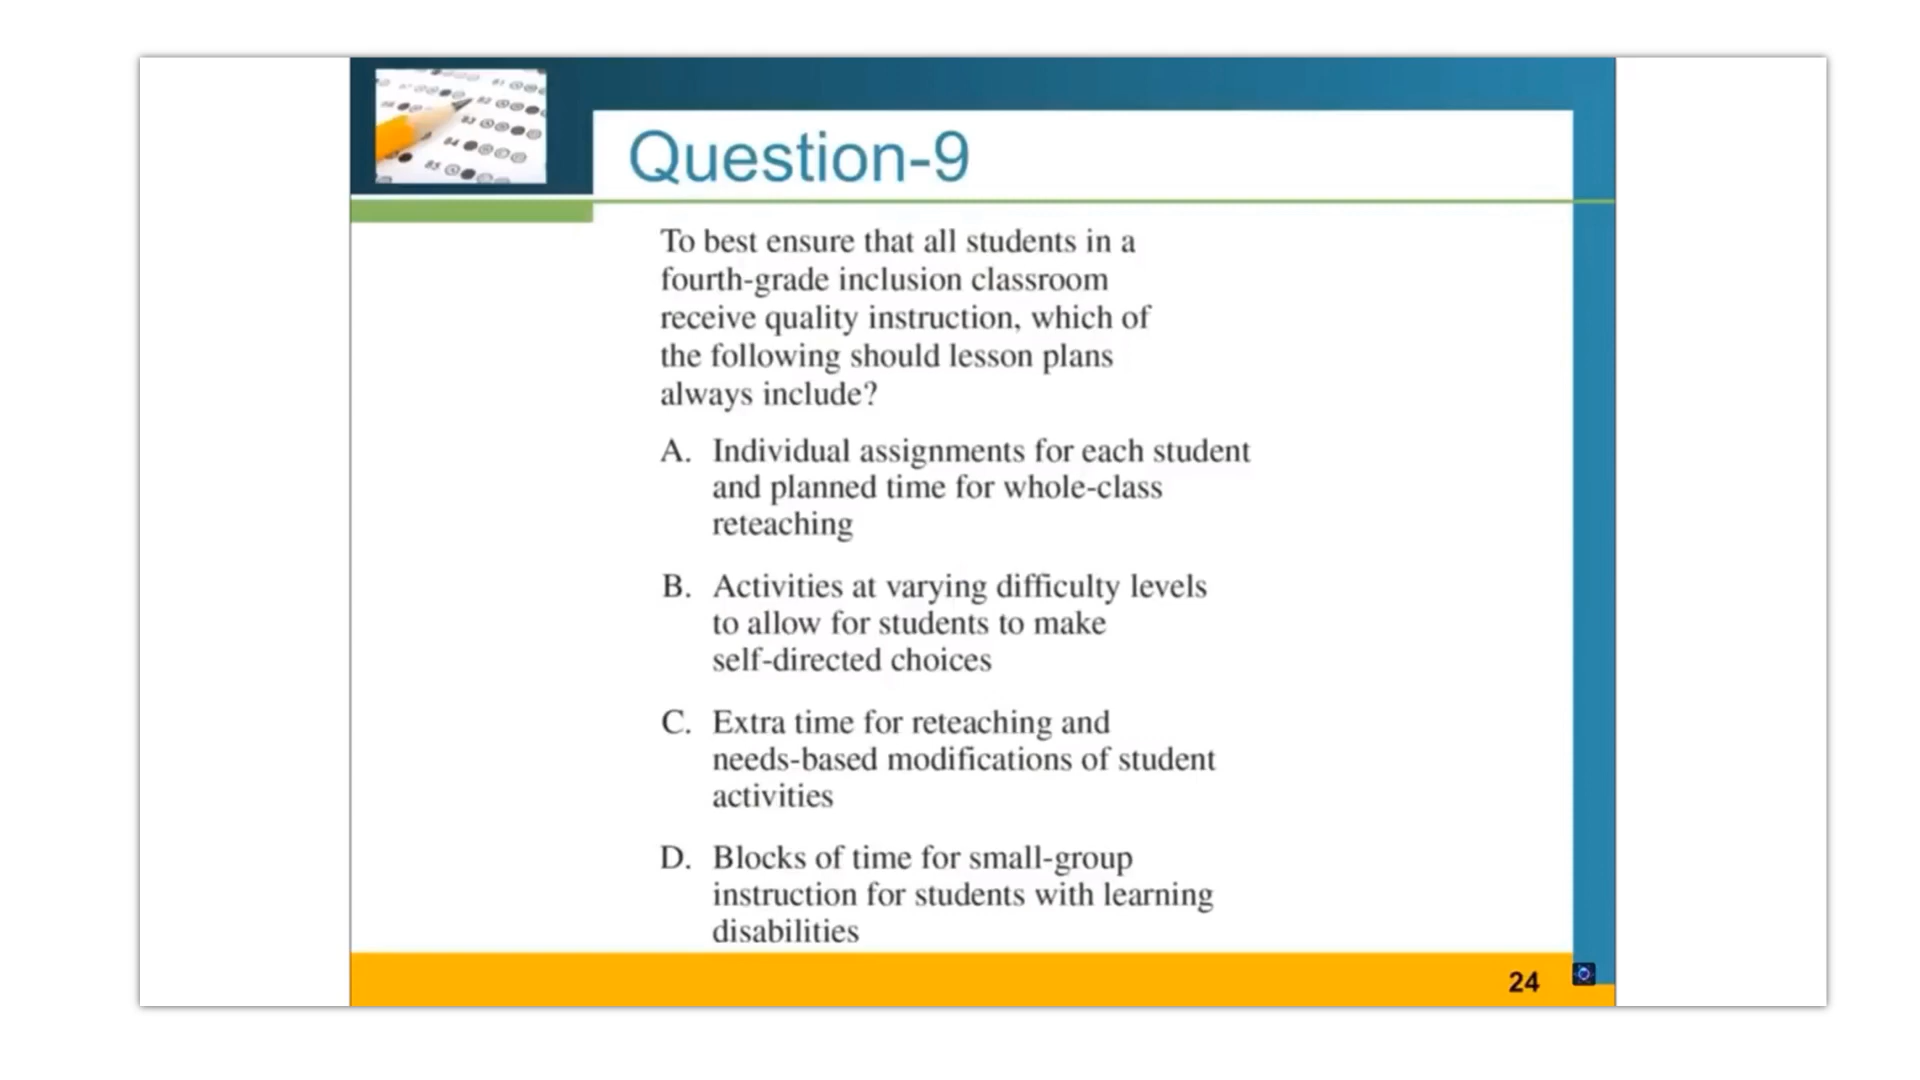 Question-9
To best ensure that all students in a
fourth-grade inclusion classroom
receive quality instruction, which of
the following should lesson plans
always include?
A. Individual assignments for each student
and planned time for whole-class
reteaching
B. Activities at varying difficulty levels
to allow for students to make
self-directed choices
C. Extra time for reteaching and
needs-based modifications of student
activities
D. Blocks of time for small-group
instruction for students with learning
disabilities
24